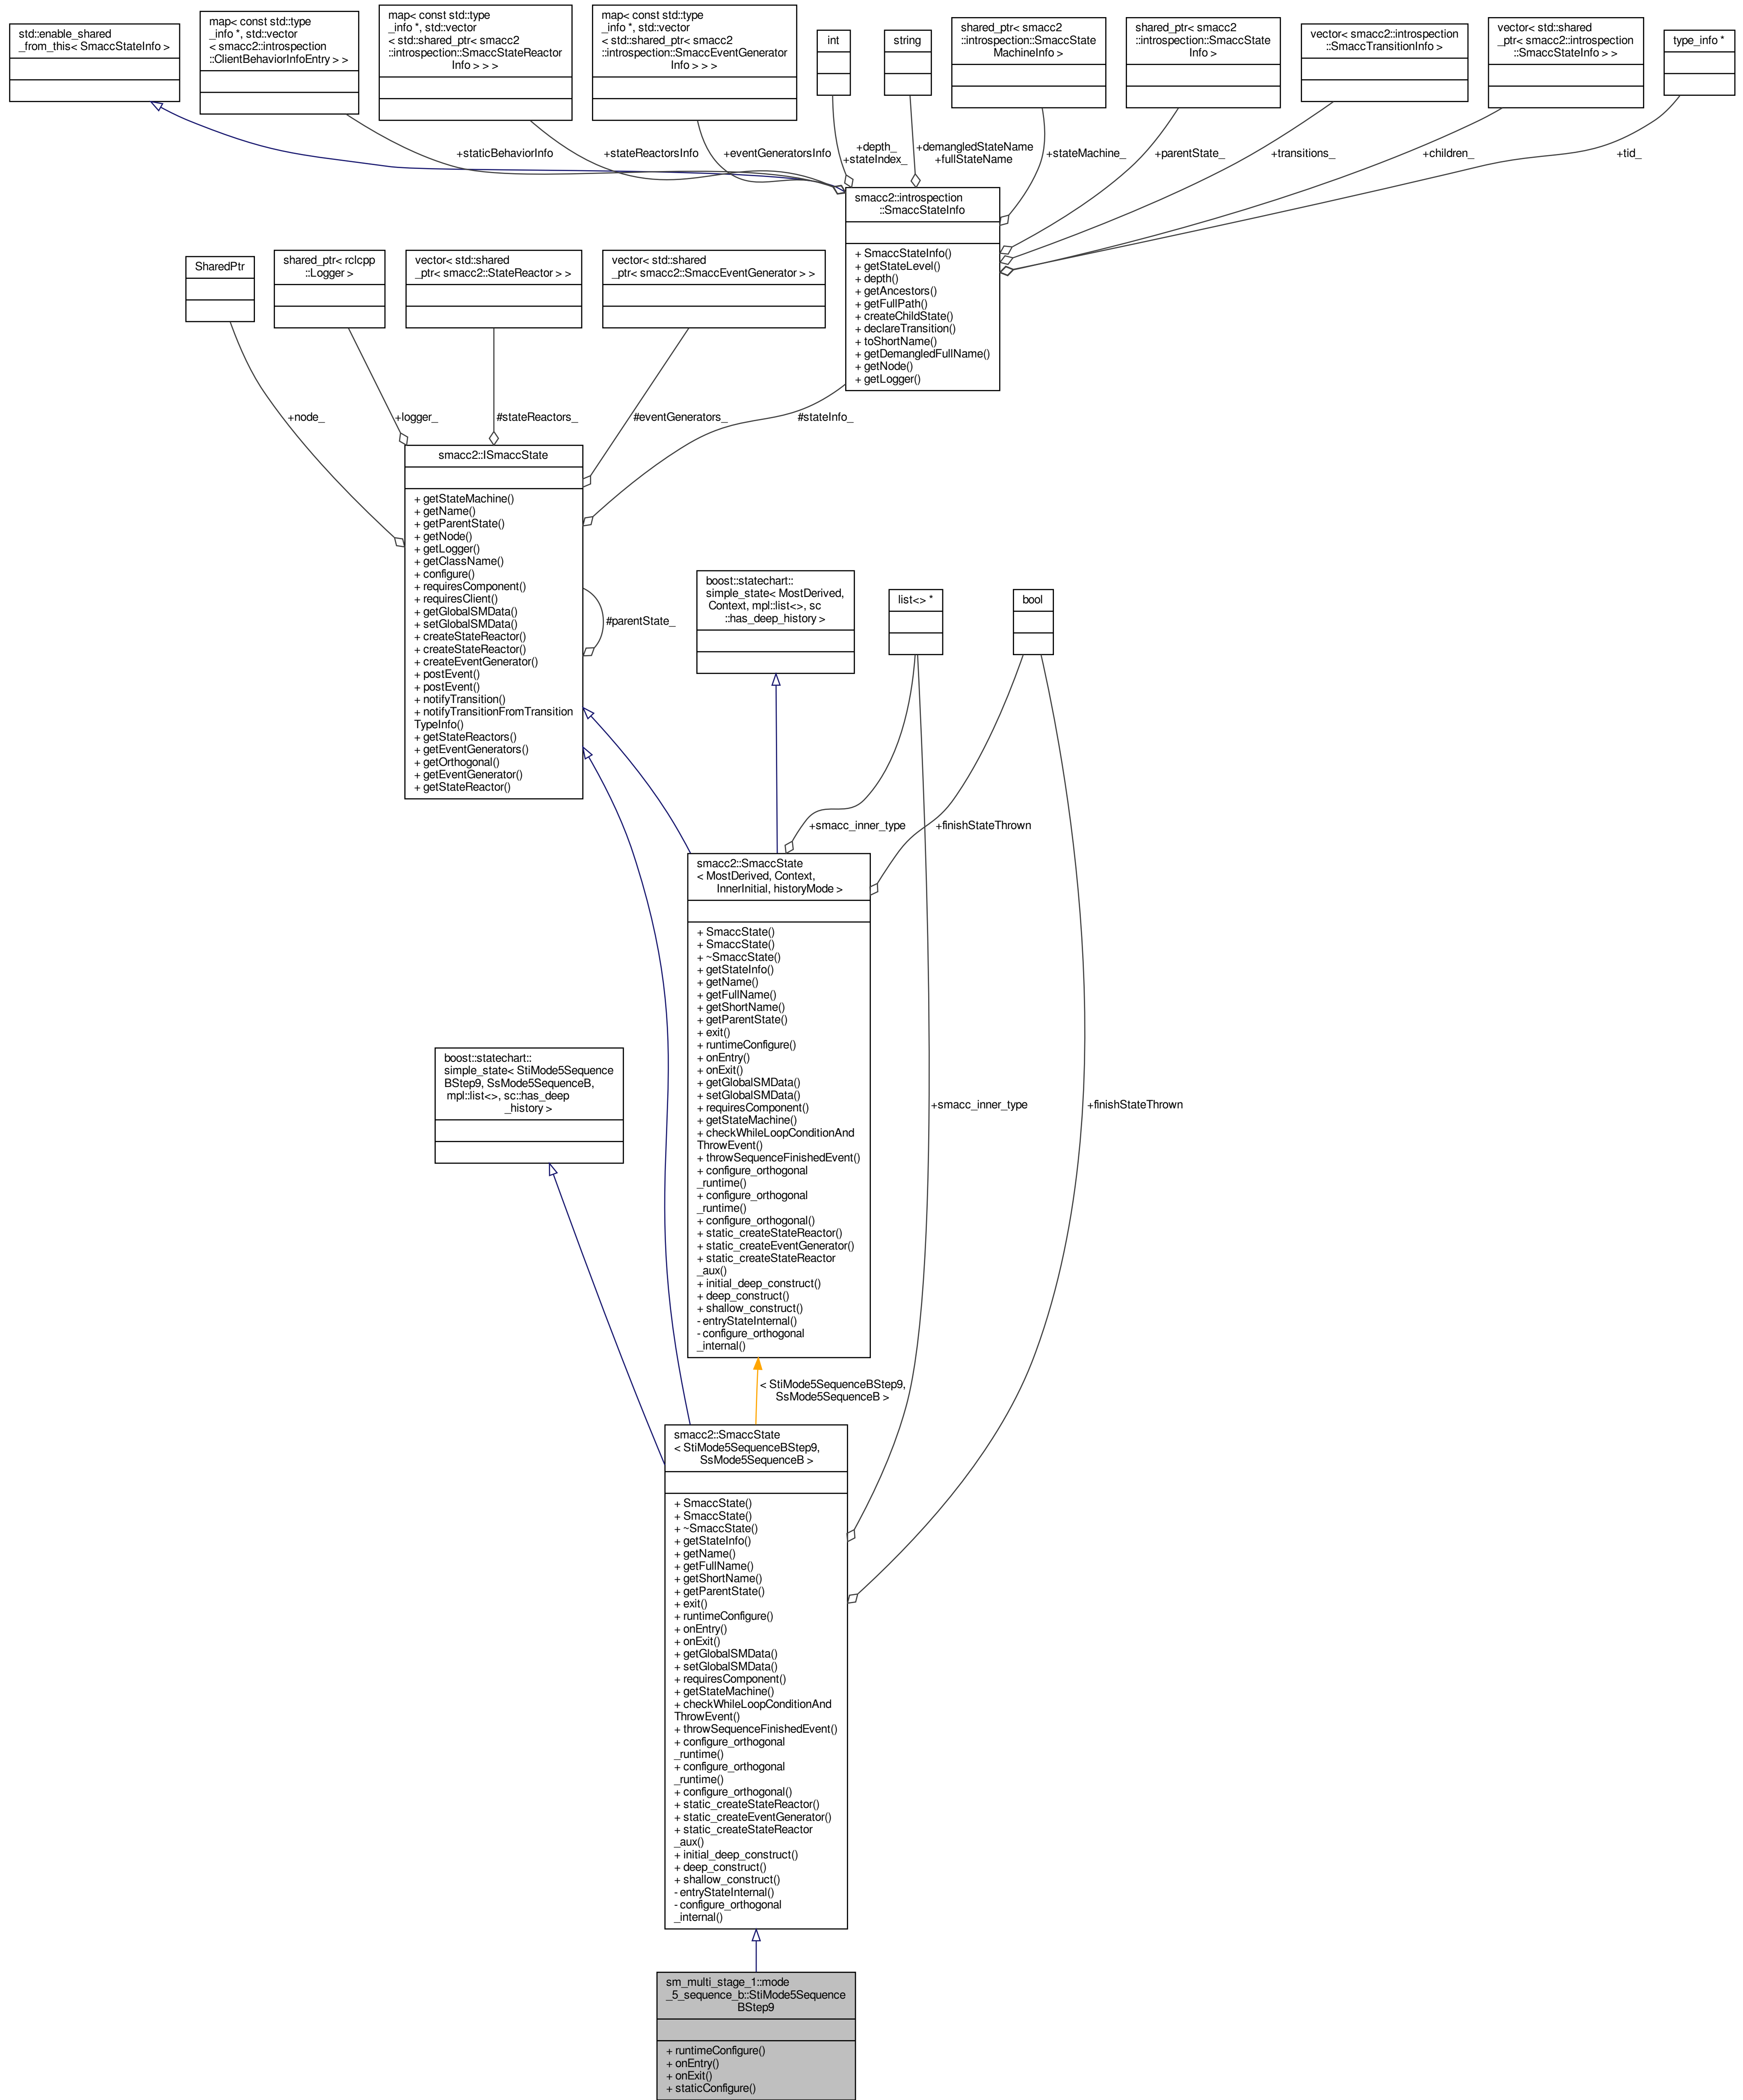 std::enable_shared
_from_this< SmaccStateInfo >
map< const std::type
_info *, std::vector
< smacc2::introspection
::ClientBehaviorInfoEntry > >
map< const std::type
_info *, std::vector
< std::shared_ptr< smacc2
::introspection::SmaccStateReactor
Info > > >
map< const std::type
_info *, std::vector
< std::shared_ptr< smacc2
::introspection::SmaccEventGenerator
Info > > >
int
string
shared_ptr< smacc2
::introspection::SmaccState
MachineInfo >
shared_ptr< smacc2
::introspection::SmaccState
Info >
vector< smacc2::introspection
::SmaccTransitionInfo >
vector< std::shared
_ptr< smacc2::introspection
::SmaccStateInfo > >
type_info *
+staticBehaviorInfo
+stateReactorsInfo
+eventGeneratorsInfo
+depth_
+stateIndex_
+demangledStateName
+fullStateName
+stateMachine_
+parentState_
+transitions_
+children_
+tid_
smacc2::introspection
::SmaccStateInfo
+ SmaccStateInfo()
+ getStateLevel()
+ depth()
+ getAncestors()
+ getFullPath()
+ createChildState()
+ declareTransition()
+ toShortName()
+ getDemangledFullName()
+ getNode()
+ getLogger()
SharedPtr
shared_ptr< rclcpp
::Logger >
vector< std::shared
_ptr< smacc2::StateReactor > >
vector< std::shared
_ptr< smacc2::SmaccEventGenerator > >
+node_
+logger_
#stateReactors_
#eventGenerators_
#stateInfo_
smacc2::ISmaccState
+ getStateMachine()
+ getName()
+ getParentState()
+ getNode()
+ getLogger()
+ getClassName()
+ configure()
+ requiresComponent()
+ requiresClient()
+ getGlobalSMData()
+ setGlobalSMData()
+ createStateReactor()
+ createStateReactor()
+ createEventGenerator()
+ postEvent()
+ postEvent()
+ notifyTransition()
+ notifyTransitionFromTransition
TypeInfo()
+ getStateReactors()
+ getEventGenerators()
+ getOrthogonal()
+ getEventGenerator()
+ getStateReactor()
#parentState_
boost::statechart::
simple_state< MostDerived,
Context, mpl::list<>, sc
::has_deep_history >
list<> *
bool
+smacc_inner_type
+finishStateThrown
smacc2::SmaccState
< MostDerived, Context,
InnerInitial, historyMode >
+ SmaccState()
+ SmaccState()
+ ~SmaccState()
+ getStateInfo()
+ getName()
+ getFullName()
+ getShortName()
+ getParentState()
+ exit()
+ runtimeConfigure()
+ onEntry()
+ onExit()
+ getGlobalSMData()
+ setGlobalSMData()
+ requiresComponent()
+ getStateMachine()
+ checkWhileLoopConditionAnd
ThrowEvent()
+ throwSequenceFinishedEvent()
+ configure_orthogonal
_runtime()
+ configure_orthogonal
_runtime()
+ configure_orthogonal()
+ static_createStateReactor()
+ static_createEventGenerator()
+ static_createStateReactor
_aux()
+ initial_deep_construct()
+ deep_construct()
+ shallow_construct()
- entryStateInternal()
- configure_orthogonal
_internal()
boost::statechart::
simple_state< StiMode5Sequence
BStep9, SsMode5SequenceB,
mpl::list<>, sc::has_deep
_history >
+smacc_inner_type
+finishStateThrown
< StiMode5SequenceBStep9,
SsMode5SequenceB >
smacc2::SmaccState
< StiMode5SequenceBStep9,
SsMode5SequenceB >
+ SmaccState()
+ SmaccState()
+ ~SmaccState()
+ getStateInfo()
+ getName()
+ getFullName()
+ getShortName()
+ getParentState()
+ exit()
+ runtimeConfigure()
+ onEntry()
+ onExit()
+ getGlobalSMData()
+ setGlobalSMData()
+ requiresComponent()
+ getStateMachine()
+ checkWhileLoopConditionAnd
ThrowEvent()
+ throwSequenceFinishedEvent()
+ configure_orthogonal
_runtime()
+ configure_orthogonal
_runtime()
+ configure_orthogonal()
+ static_createStateReactor()
+ static_createEventGenerator()
+ static_createStateReactor
_aux()
+ initial_deep_construct()
+ deep_construct()
+ shallow_construct()
- entryStateInternal()
- configure_orthogonal
_internal()
sm_multi_stage_1::mode
_5_sequence_b::StiMode5Sequence
BStep9
+ runtimeConfigure()
+ onEntry()
+ onExit()
+ staticConfigure()